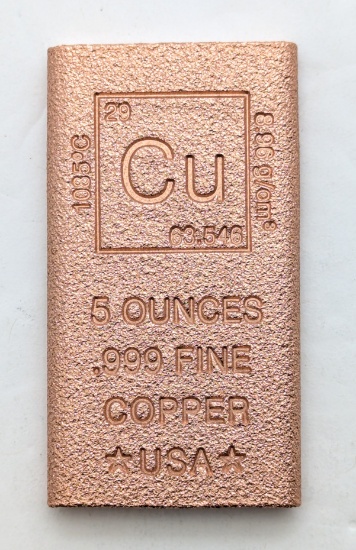 29
Cu
63.546
1085°C
8.96 g/cm³
5 OUNCES
.999 FINE
COPPER
★USA★